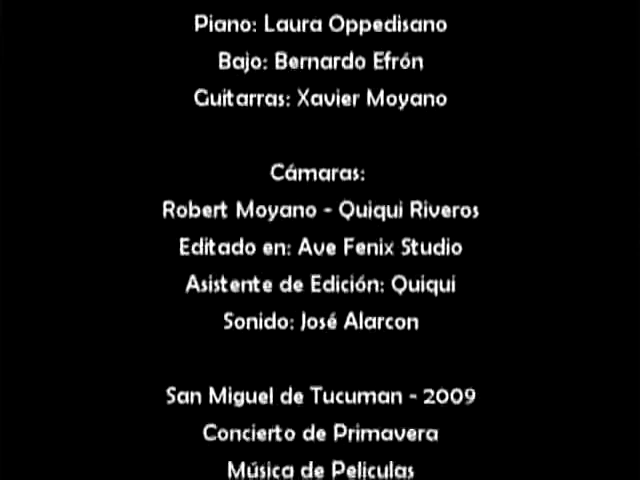 Piano: Laura Oppedisano
Bajo: Bernardo Efrón
Guitarras: Xavier Moyano
Cámaras:
Robert Moyano - Quiqui Riveros
Editado en: Ave Fenix Studio
Asistente de Edición: Quiqui
Sonido: José Alarcon
San Miguel de Tucuman - 2009
Concierto de Primavera
Música de Peliculas